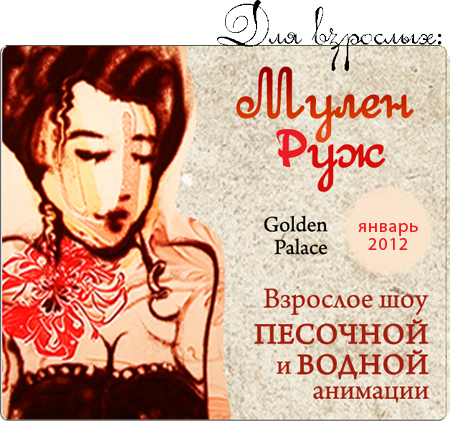 Для взрослых:
Мулен
Руж
Golden
Palace
январь
2012
Взрослое шоу
ПЕСОЧНОЙ
и ВОДНОЙ
анимации